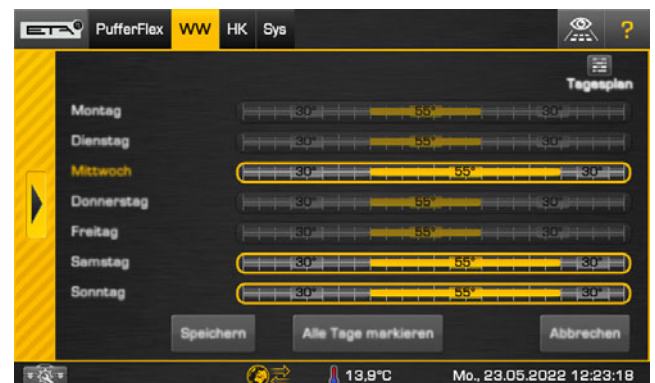 ETA PufferFlex WW HK Sys ?
Tagesplan
Montag 30° 55° 30°
Dienstag 30° 55° 30°
Mittwoch 30° 55° 30°
Donnerstag 30° 55° 30°
Freitag 30° 55° 30°
Samstag 30° 55° 30°
Sonntag 30° 55° 30°
Speichern Alle Tage markieren Abbrechen
13,9°C Mo., 23.05.2022 12:23:18